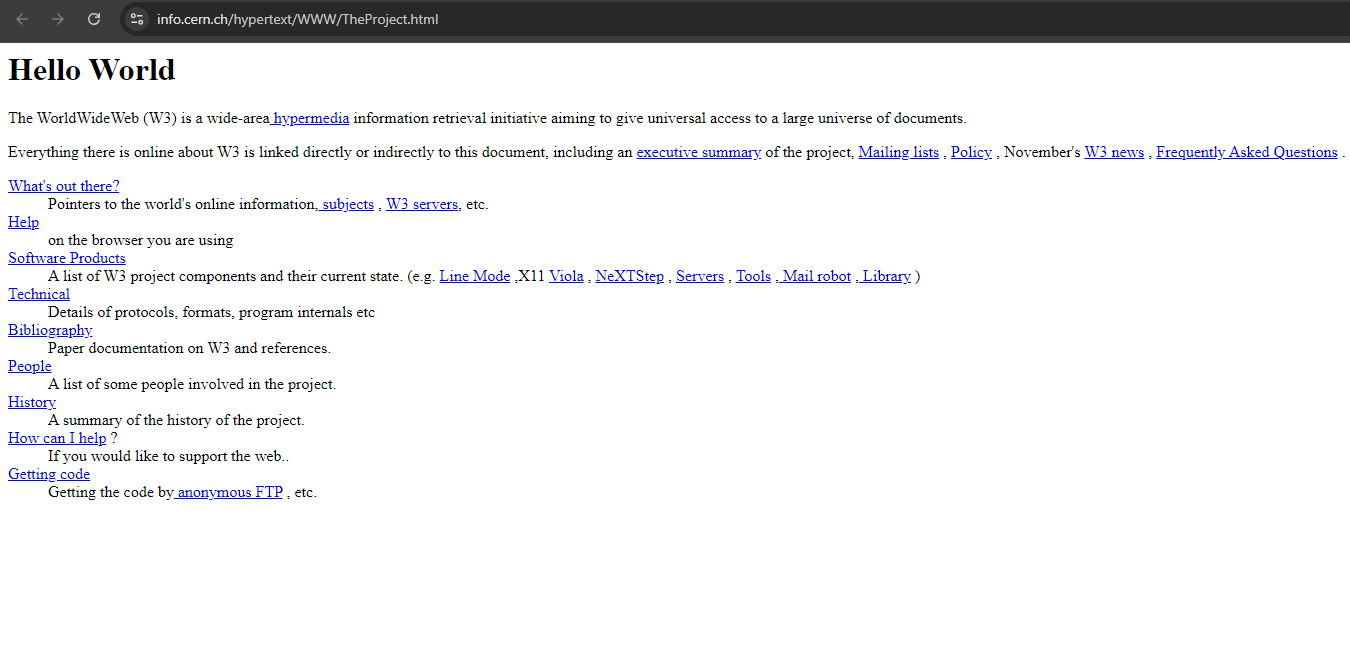 info.cern.ch/hypertext/WWW/TheProject.html
Hello World
The WorldWideWeb (W3) is a wide-area hypermedia information retrieval initiative aiming to give universal access to a large universe of documents.
Everything there is online about W3 is linked directly or indirectly to this document, including an executive summary of the project, Mailing lists , Policy , November's W3 news , Frequently Asked Questions .
What's out there?
Pointers to the world's online information, subjects , W3 servers, etc.
Help
on the browser you are using
Software Products
A list of W3 project components and their current state. (e.g. Line Mode ,X11 Viola , NeXTStep , Servers , Tools , Mail robot , Library )
Technical
Details of protocols, formats, program internals etc
Bibliography
Paper documentation on W3 and references.
People
A list of some people involved in the project.
History
A summary of the history of the project.
How can I help ?
If you would like to support the web..
Getting code
Getting the code by anonymous FTP , etc.